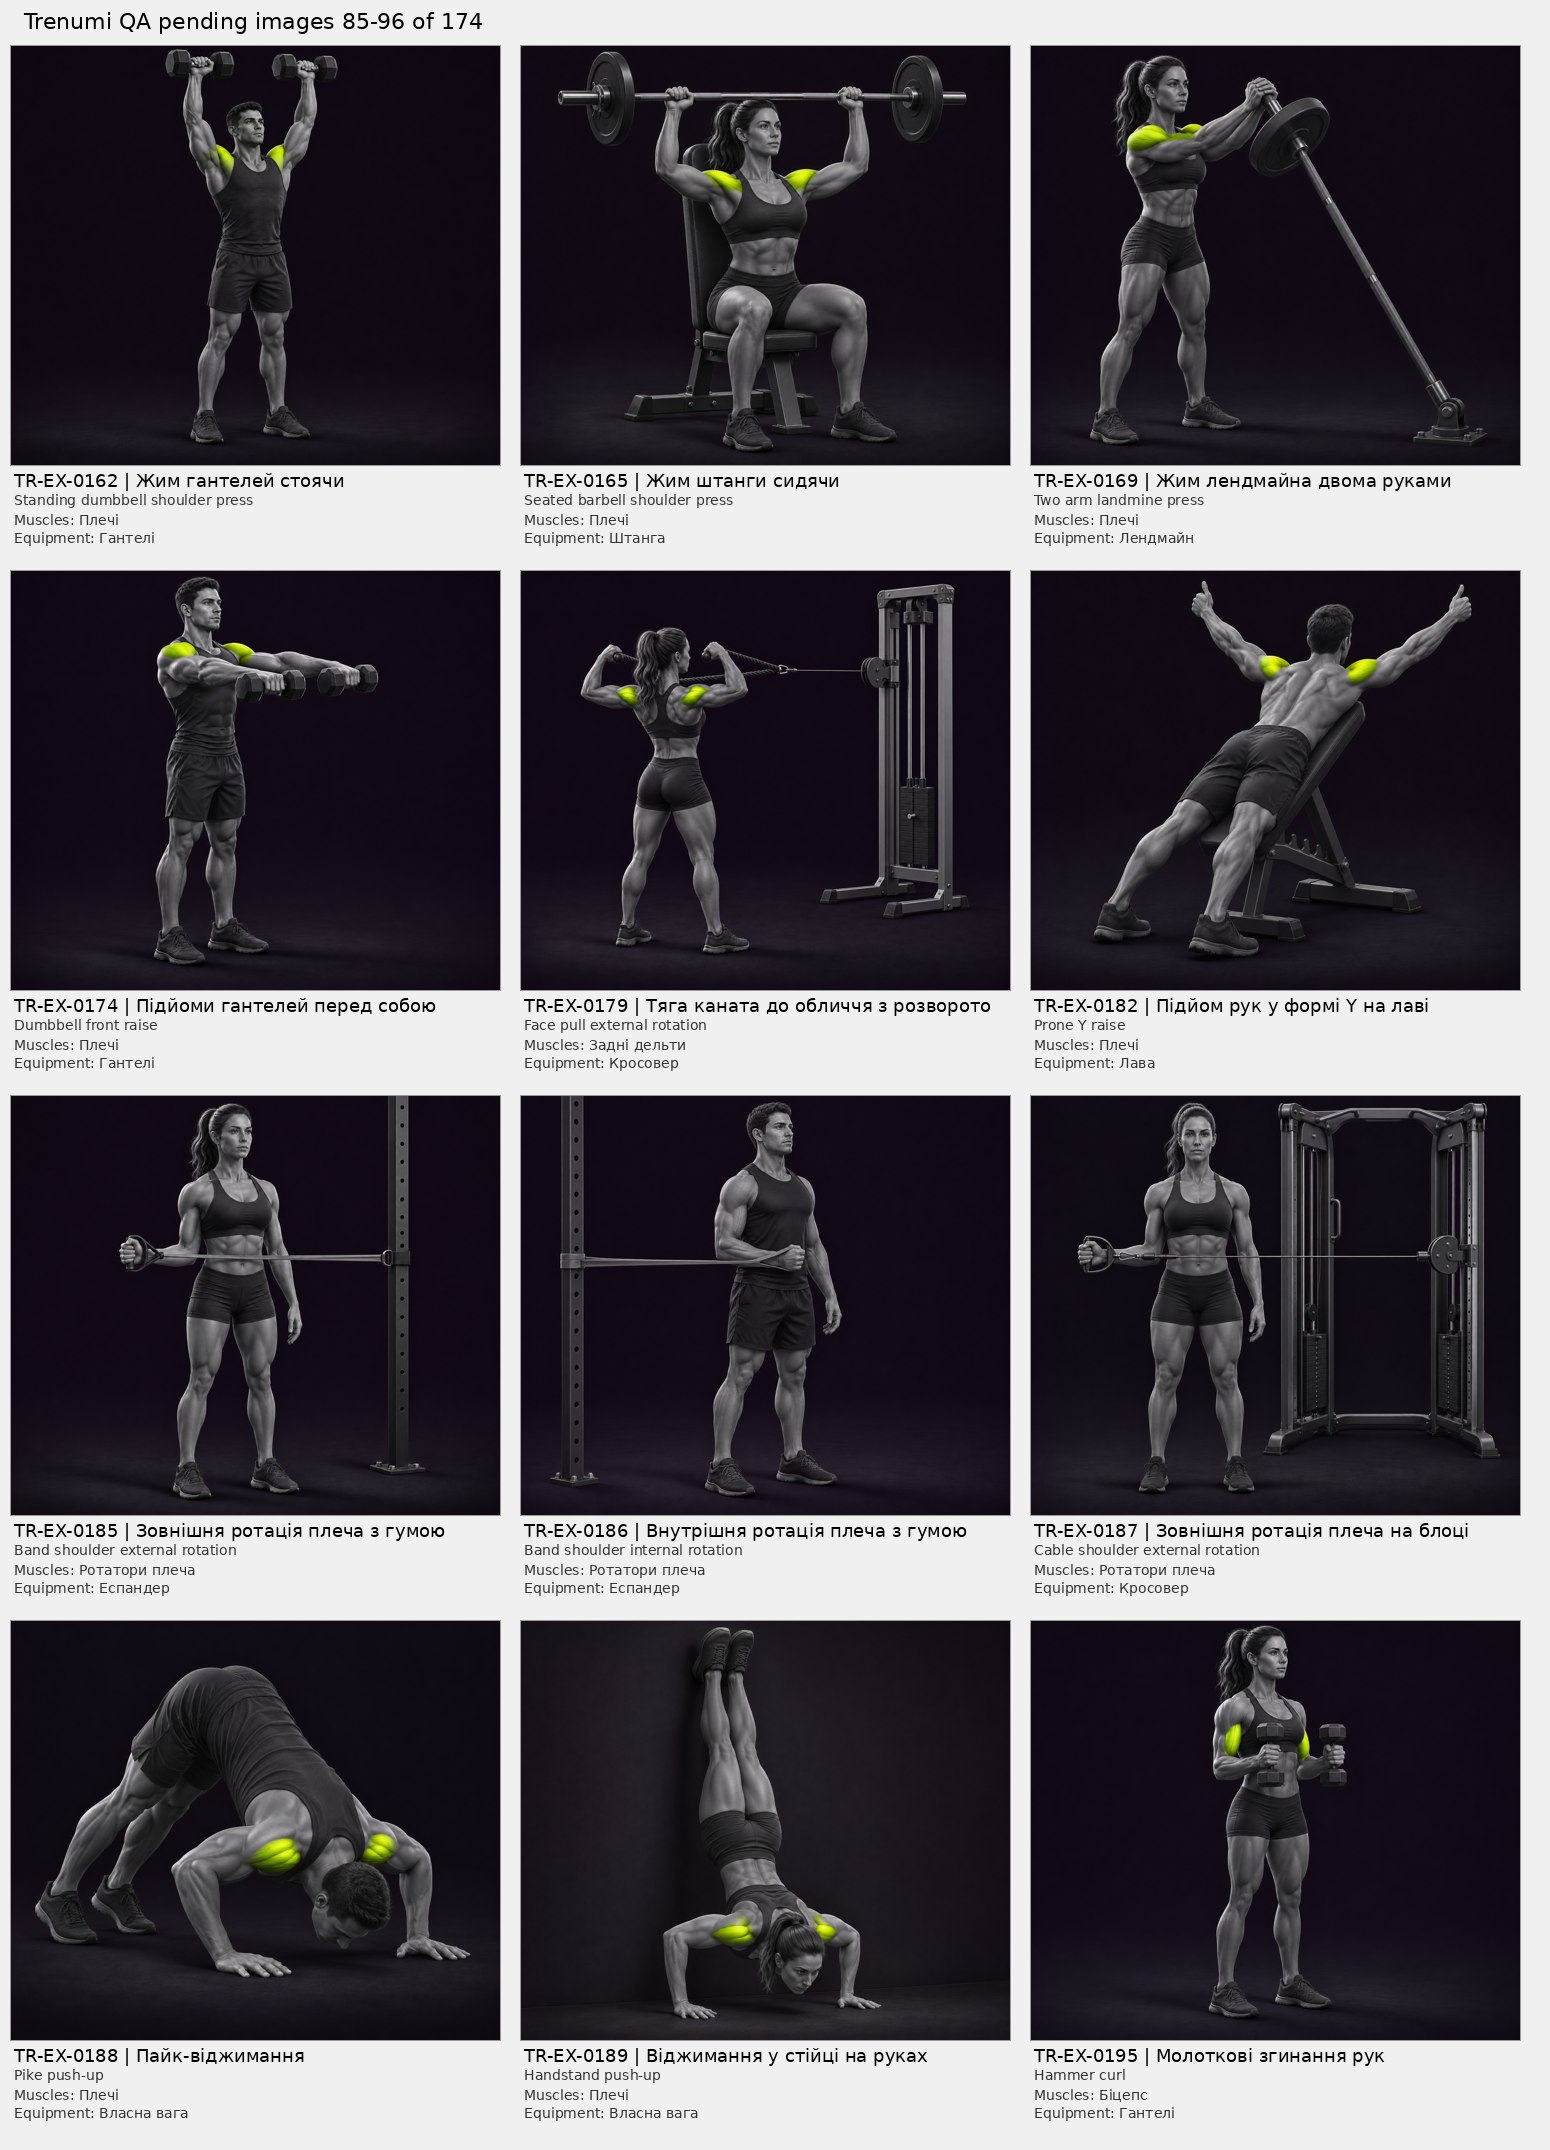 Trenumi QA pending images 85-96 of 174
TR-EX-0162 | Жим гантелей стоячи
Standing dumbbell shoulder press
Muscles: Плечі
Equipment: Гантелі
TR-EX-0165 | Жим штанги сидячи
Seated barbell shoulder press
Muscles: Плечі
Equipment: Штанга
TR-EX-0169 | Жим лендмайна двома руками
Two arm landmine press
Muscles: Плечі
Equipment: Лендмайн
TR-EX-0174 | Підйоми гантелей перед собою
Dumbbell front raise
Muscles: Плечі
Equipment: Гантелі
TR-EX-0179 | Тяга каната до обличчя з розворото
Face pull external rotation
Muscles: Задні дельти
Equipment: Кросовер
TR-EX-0182 | Підйом рук у формі Y на лаві
Prone Y raise
Muscles: Плечі
Equipment: Лава
TR-EX-0185 | Зовнішня ротація плеча з гумою
Band shoulder external rotation
Muscles: Ротатори плеча
Equipment: Еспандер
TR-EX-0186 | Внутрішня ротація плеча з гумою
Band shoulder internal rotation
Muscles: Ротатори плеча
Equipment: Еспандер
TR-EX-0187 | Зовнішня ротація плеча на блоці
Cable shoulder external rotation
Muscles: Ротатори плеча
Equipment: Кросовер
TR-EX-0188 | Пайк-віджимання
Pike push-up
Muscles: Плечі
Equipment: Власна вага
TR-EX-0189 | Віджимання у стійці на руках
Handstand push-up
Muscles: Плечі
Equipment: Власна вага
TR-EX-0195 | Молоткові згинання рук
Hammer curl
Muscles: Біцепс
Equipment: Гантелі